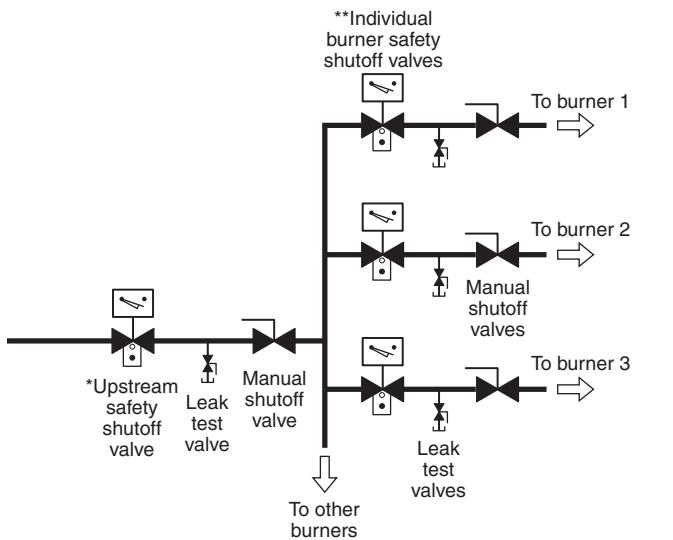 **Individual
burner safety
shutoff valves
To burner 1
To burner 2
Manual
shutoff
valves
To burner 3
*Upstream
safety
shutoff
valve
Leak
test
valve
Manual
shutoff
valve
Leak
test
valves
To other
burners